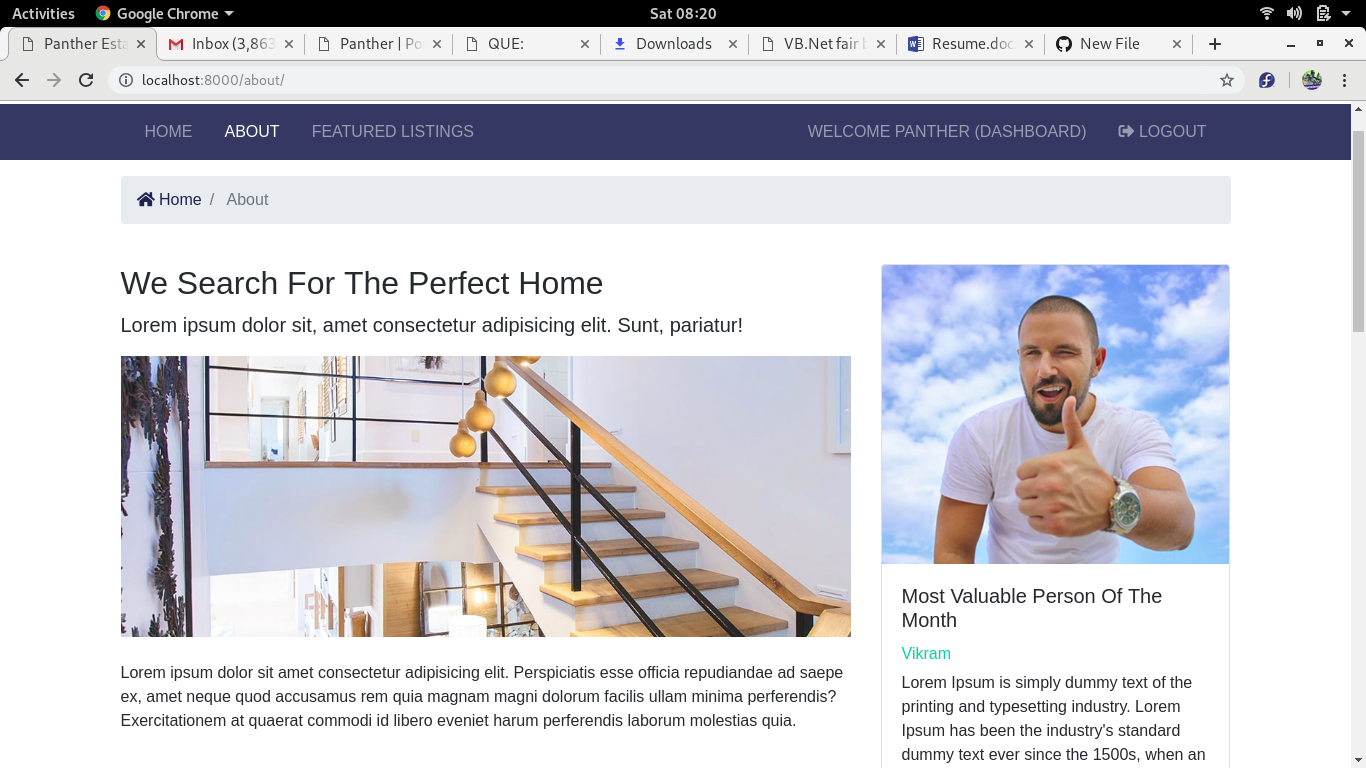 Activities Google Chrome Sat 08:20
Panther Esta Inbox (3,863 Panther | Po QUE: Downloads VB.Net fair b Resume.doc New File
localhost:8000/about/
HOME ABOUT FEATURED LISTINGS WELCOME PANTHER (DASHBOARD) LOGOUT
Home / About
We Search For The Perfect Home
Lorem ipsum dolor sit, amet consectetur adipisicing elit. Sunt, pariatur!
Lorem ipsum dolor sit amet consectetur adipisicing elit. Perspiciatis esse officia repudiandae ad saepe
ex, amet neque quod accusamus rem quia magnam magni dolorum facilis ullam minima perferendis?
Exercitationem at quaerat commodi id libero eveniet harum perferendis laborum molestias quia.
Most Valuable Person Of The
Month
Vikram
Lorem Ipsum is simply dummy text of the
printing and typesetting industry. Lorem
Ipsum has been the industry's standard
dummy text ever since the 1500s, when an